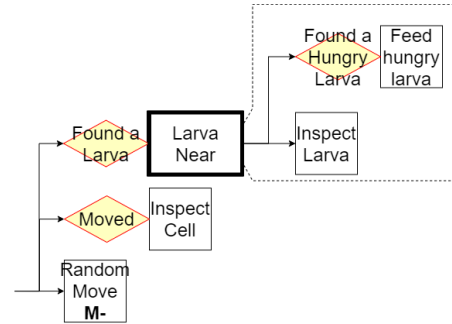 Found a
Hungry
Larva
Feed
hungry
larva
Found a
Larva
Larva
Near
Inspect
Larva
Moved
Inspect
Cell
Random
Move
M-